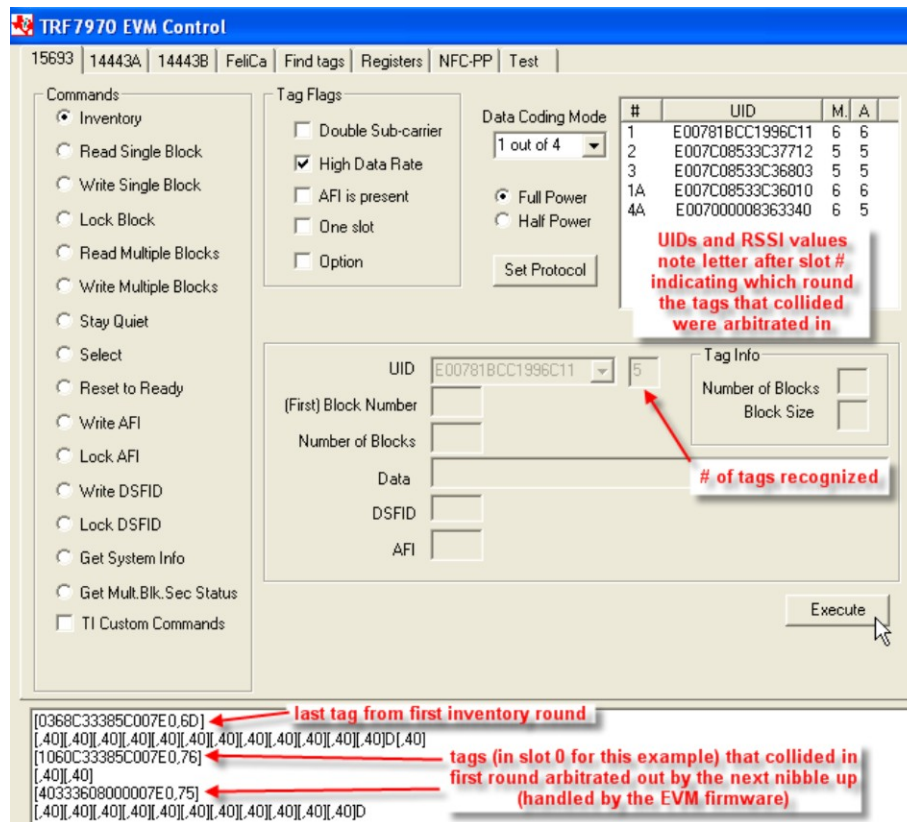 TRF7970 EVM Control
15693 14443A 14443B FeliCa Find tags Registers NFC-PP Test
Commands
Inventory
Read Single Block
Write Single Block
Lock Block
Read Multiple Blocks
Write Multiple Blocks
Stay Quiet
Select
Reset to Ready
Write AFI
Lock AFI
Write DSFID
Lock DSFID
Get System Info
Get Mult.Blk.Sec Status
TI Custom Commands
Tag Flags
Double Sub-carrier
High Data Rate
AFI is present
One slot
Option
Data Coding Mode
1 out of 4
Full Power
Half Power
Set Protocol
# UID M. A
1 E00781BCC1996C11 6 6
2 E007C08533C37712 5 5
3 E007C08533C36803 5 5
1A E007C08533C36010 6 6
4A E007000008363340 6 5
UIDs and RSSI values
note letter after slot #
indicating which round
the tags that collided
were arbitrated in
UID E00781BCC1996C11 5
(First) Block Number
Number of Blocks
Data
DSFID
AFI
Tag Info
Number of Blocks
Block Size
# of tags recognized
Execute
[0368C33385C007E0,6D]
last tag from first inventory round
[,40][,40][,40][,40][,40][,40][,40][,40][,40][,40][,40][,40]D[,40]
[1060C33385C007E0,76]
[,40][,40]
[40333608000007E0,75]
tags (in slot 0 for this example) that collided in
first round arbitrated out by the next nibble up
(handled by the EVM firmware)
[,40][,40][,40][,40][,40][,40][,40][,40][,40][,40][,40]D